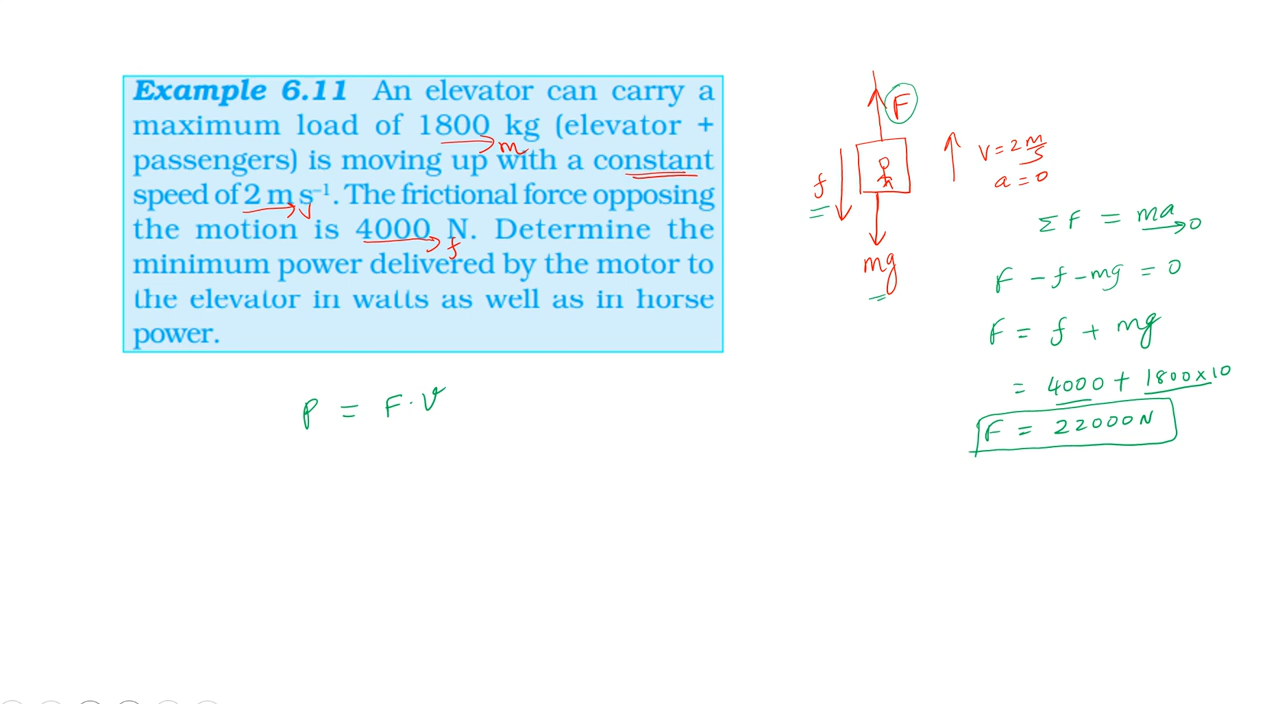 Example 6.11 An elevator can carry a
maximum load of 1800 kg (elevator +
m
passengers) is moving up with a constant
speed of 2 m s⁻¹. The frictional force opposing
v
the motion is 4000 N. Determine the
f
minimum power delivered by the motor to
the elevator in watts as well as in horse
power.
P = F·v
F
f
mg
v = 2 m/s
a = 0
Σ F = ma → 0
F - f - mg = 0
F = f + mg
= 4000 + 1800×10
F = 22000N